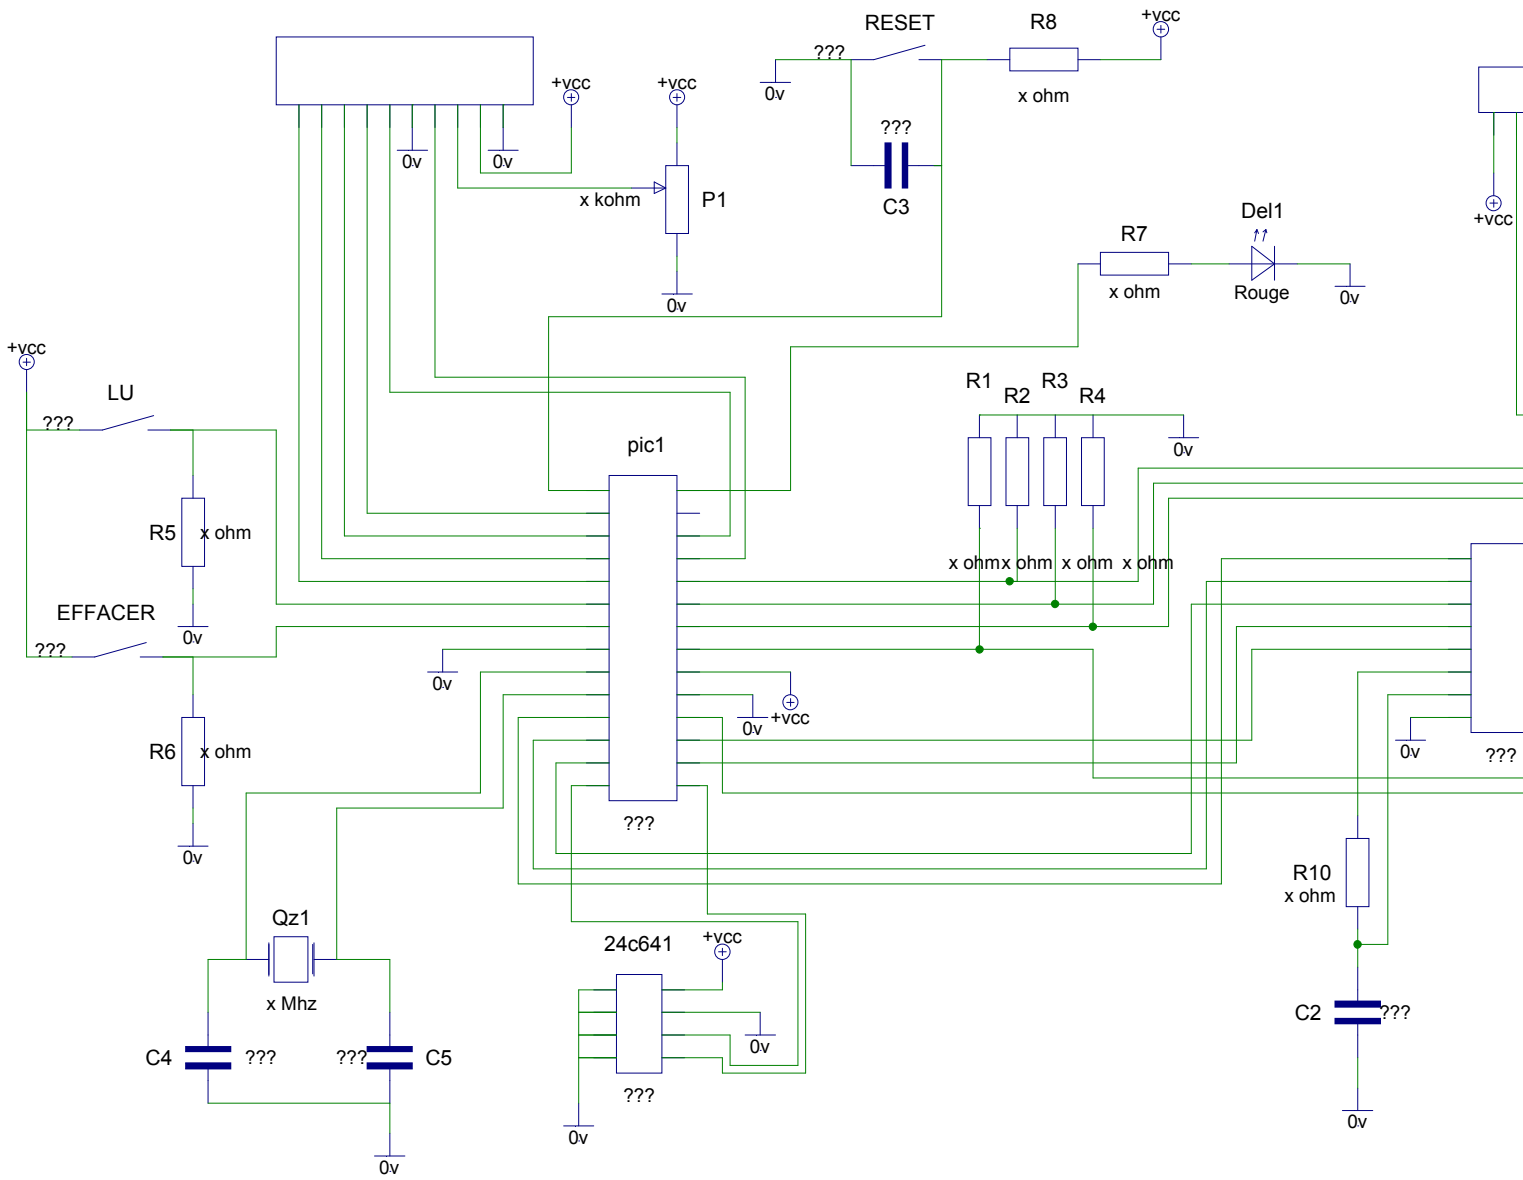 RESET
R8
+vcc
???
0v
x ohm
+vcc
+vcc
???
0v
0v
x kohm
P1
C3
+vcc
Del1
R7
x ohm
Rouge
0v
0v
+vcc
LU
???
R1
R2
R3
R4
0v
pic1
R5
x ohm
x ohm
x ohm
x ohm
x ohm
EFFACER
0v
???
0v
R6
x ohm
0v
+vcc
0v
???
???
0v
R10
x ohm
Qz1
x Mhz
24c641
+vcc
C2
???
C4
???
???
C5
0v
???
0v
0v
0v